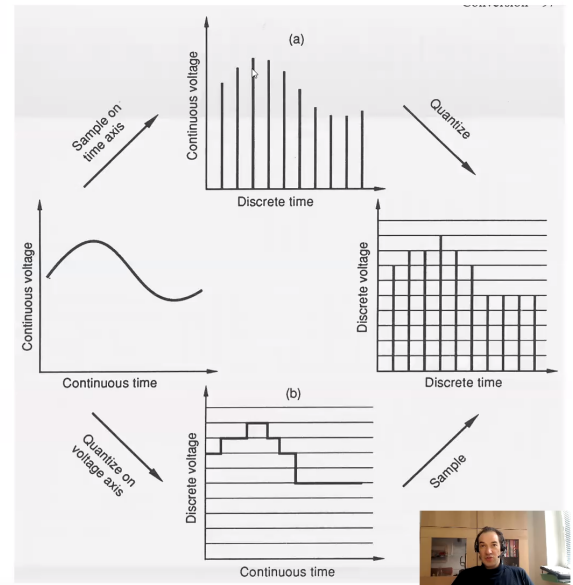 (a)
Continuous voltage
Discrete time
Sample on
time axis
Quantize
Continuous voltage
Continuous time
Discrete voltage
Discrete time
Quantize on
voltage axis
(b)
Discrete voltage
Continuous time
Sample